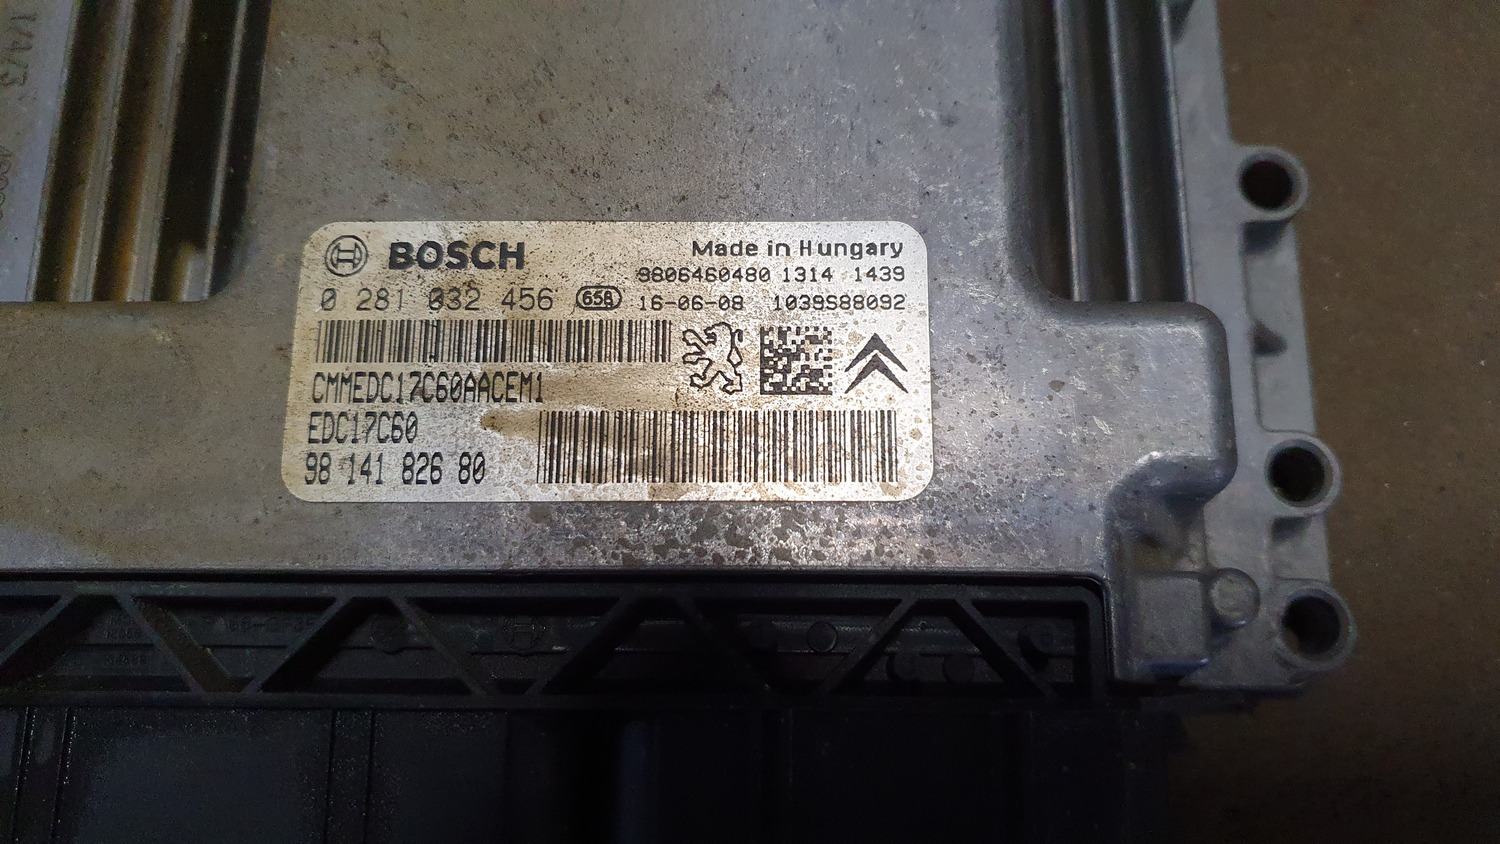 BOSCH
Made in Hungary
9806460480 1314 1439
0 281 032 456 658 16-06-08 1039S88092
CMMEDC17C60AACEM1
EDC17C60
98 141 826 80